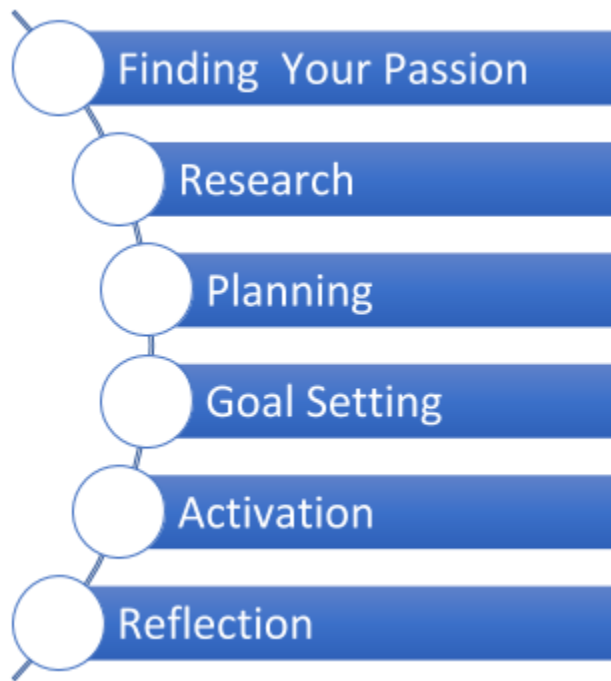 Finding  Your Passion
Research
Planning
Goal Setting
Activation
Reflection